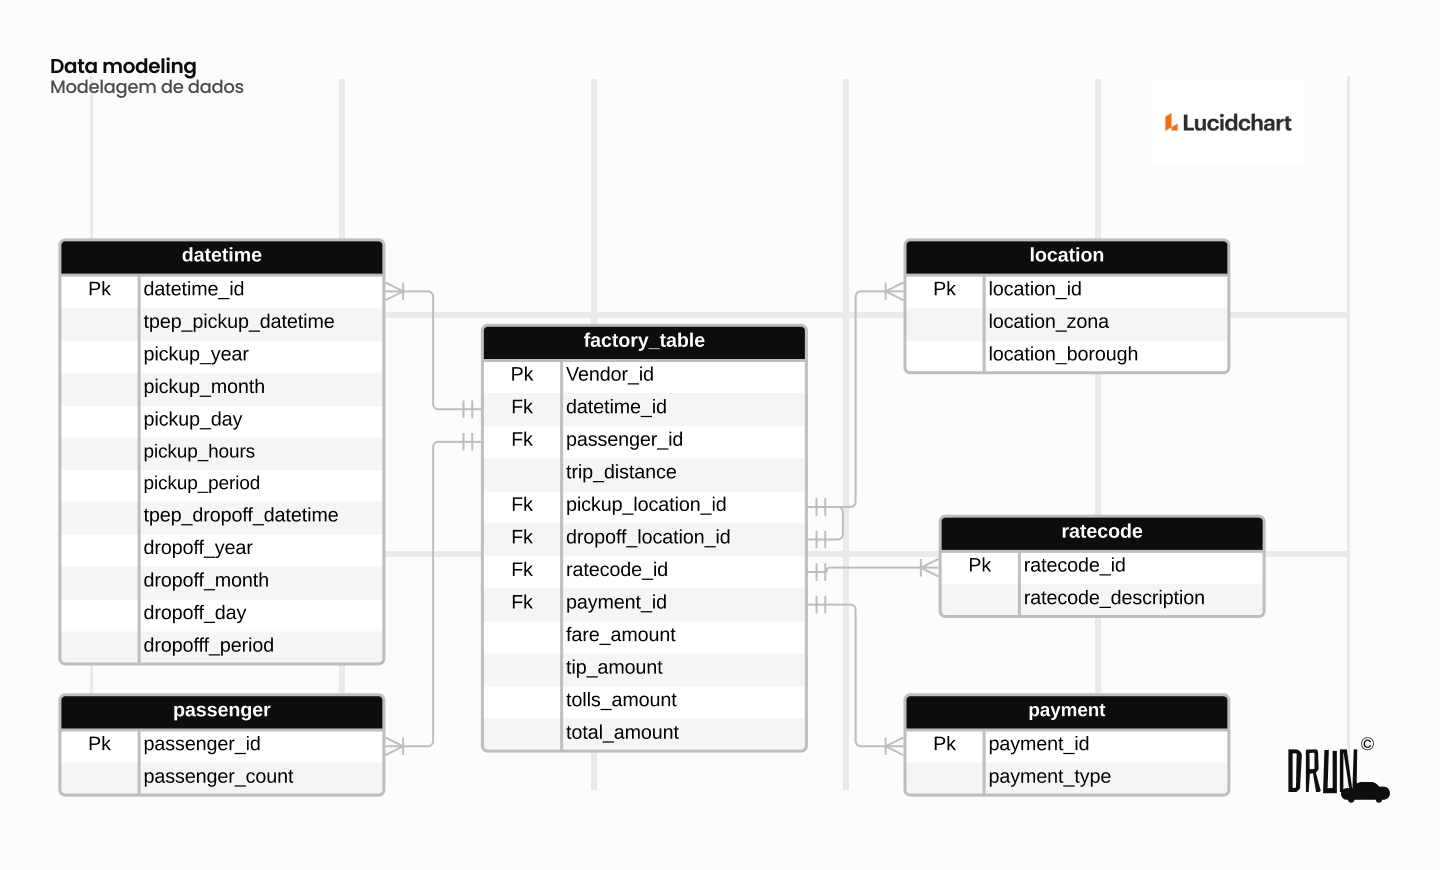 Data modeling
Modelagem de dados
Lucidchart
datetime
Pk datetime_id
tpep_pickup_datetime
pickup_year
pickup_month
pickup_day
pickup_hours
pickup_period
tpep_dropoff_datetime
dropoff_year
dropoff_month
dropoff_day
dropofff_period
passenger
Pk passenger_id
passenger_count
factory_table
Pk Vendor_id
Fk datetime_id
Fk passenger_id
trip_distance
Fk pickup_location_id
Fk dropoff_location_id
Fk ratecode_id
Fk payment_id
fare_amount
tip_amount
tolls_amount
total_amount
location
Pk location_id
location_zona
location_borough
ratecode
Pk ratecode_id
ratecode_description
payment
Pk payment_id
payment_type
DRUN©